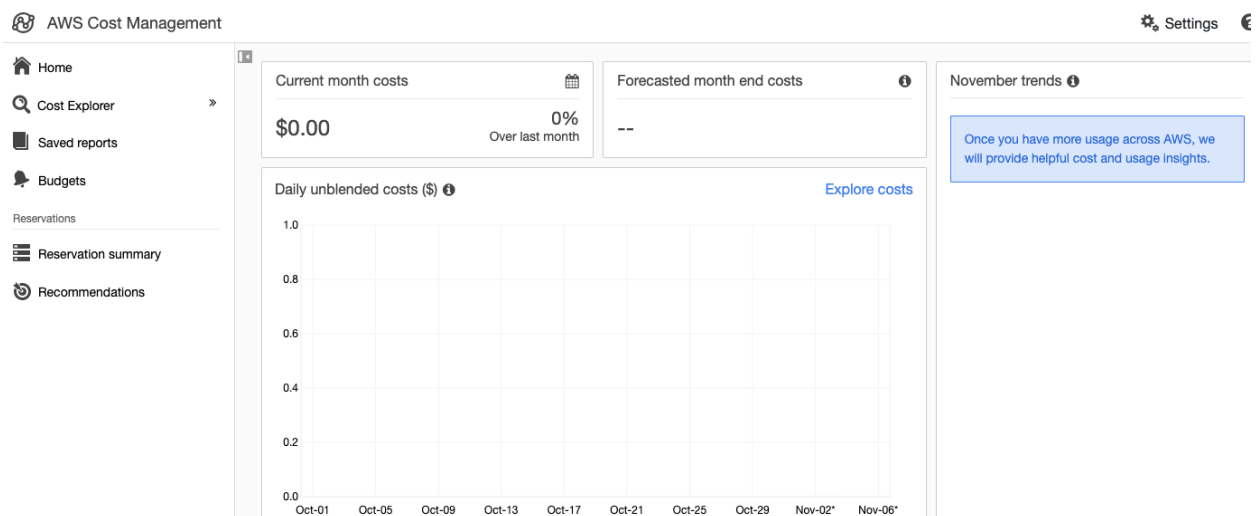 AWS Cost Management
Settings
Home
Cost Explorer »
Saved reports
Budgets
Reservations
Reservation summary
Recommendations
Current month costs
$0.00
0%
Over last month
Forecasted month end costs
--
Daily unblended costs ($)
Explore costs
1.0
0.8
0.6
0.4
0.2
0.0
Oct-01 Oct-05 Oct-09 Oct-13 Oct-17 Oct-21 Oct-25 Oct-29 Nov-02* Nov-06*
November trends
Once you have more usage across AWS, we
will provide helpful cost and usage insights.